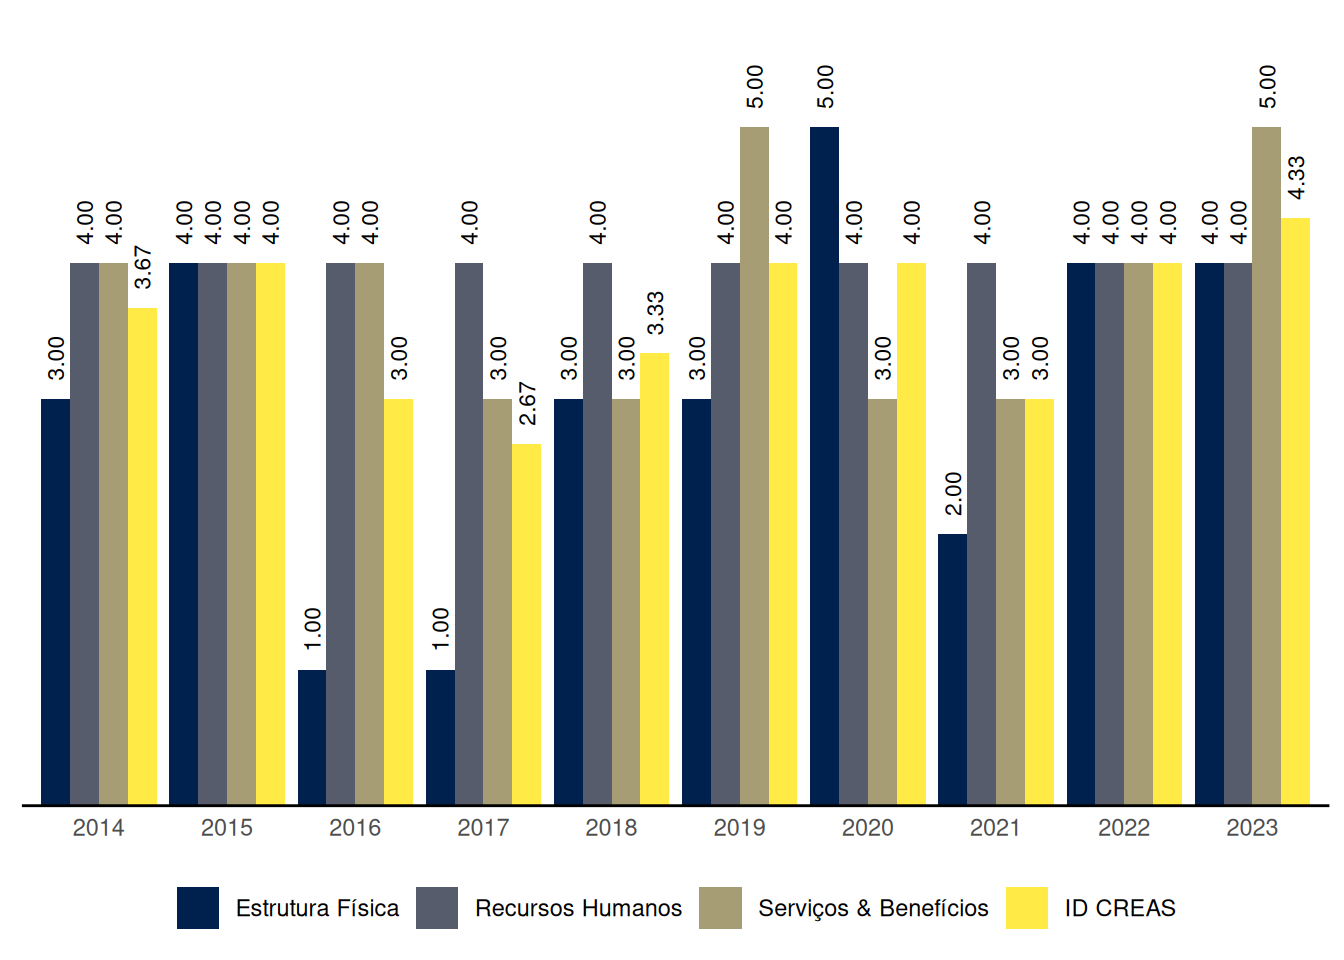 3.00 4.00 4.00 3.67 4.00 4.00 4.00 4.00 1.00 4.00 4.00 3.00 1.00 4.00 3.00 2.67 3.00 4.00 3.00 3.33 3.00 4.00 5.00 4.00 5.00 4.00 3.00 4.00 2.00 4.00 3.00 3.00 4.00 4.00 4.00 4.00 4.00 4.00 5.00 4.33
2014 2015 2016 2017 2018 2019 2020 2021 2022 2023
Estrutura Física Recursos Humanos Serviços & Benefícios ID CREAS